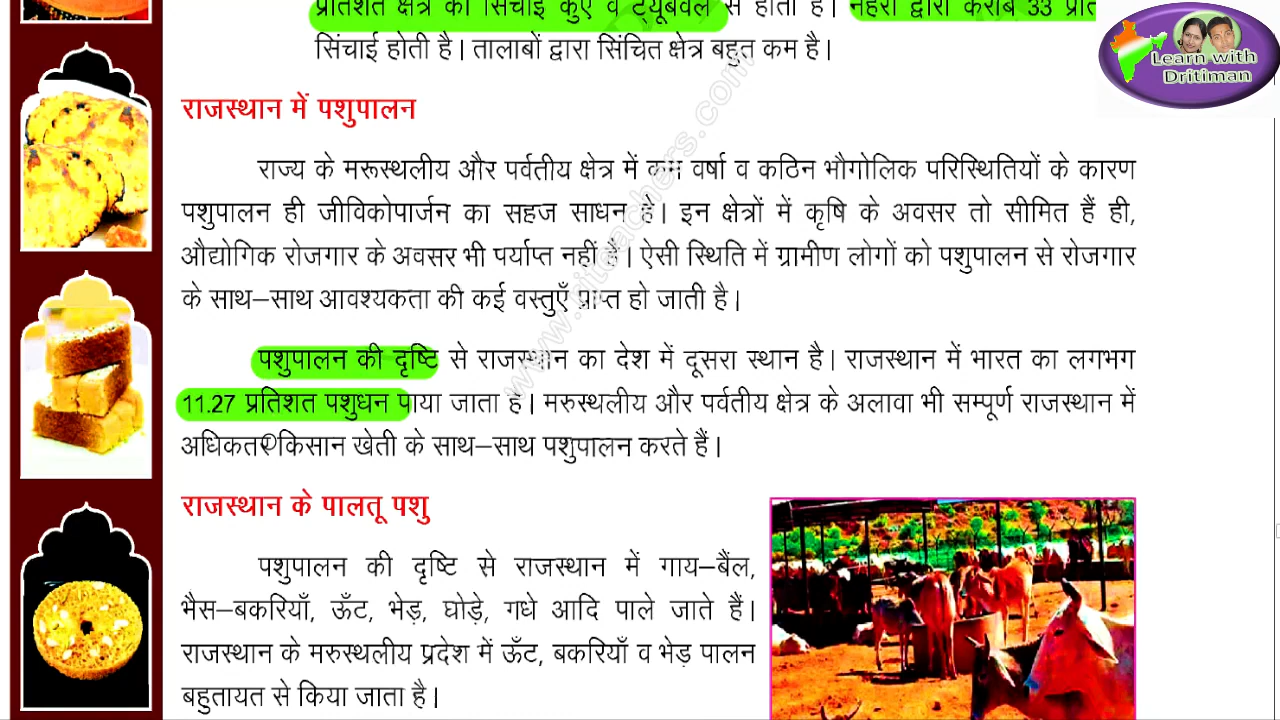 प्रतिशत क्षेत्र की सिंचाई कुएँ व ट्यूबवेल से होती है। नहरों द्वारा करीब 33
सिंचाई होती है। तालाबों द्वारा सिंचित क्षेत्र बहुत कम है।
Learn with
Dritiman
राजस्थान में पशुपालन
राज्य के मरूस्थलीय और पर्वतीय क्षेत्र में कम वर्षा व कठिन भौगोलिक परिस्थितियों के कारण
पशुपालन ही जीविकोपार्जन का सहज साधन है। इन क्षेत्रों में कृषि के अवसर तो सीमित हैं ही,
औद्योगिक रोजगार के अवसर भी पर्याप्त नहीं है। ऐसी स्थिति में ग्रामीण लोगों को पशुपालन से रोजगार
के साथ–साथ आवश्यकता की कई वस्तुएँ प्राप्त हो जाती है।
पशुपालन की दृष्टि से राजस्थान का देश में दूसरा स्थान है। राजस्थान में भारत का लगभग
11.27 प्रतिशत पशुधन पाया जाता है। मरुस्थलीय और पर्वतीय क्षेत्र के अलावा भी सम्पूर्ण राजस्थान में
अधिकतर किसान खेती के साथ–साथ पशुपालन करते हैं।
राजस्थान के पालतू पशु
पशुपालन की दृष्टि से राजस्थान में गाय–बैंल,
भैस–बकरियाँ, ऊँट, भेड़, घोड़े, गधे आदि पाले जाते हैं।
राजस्थान के मरुस्थलीय प्रदेश में ऊँट, बकरियाँ व भेड़ पालन
बहुतायत से किया जाता है।